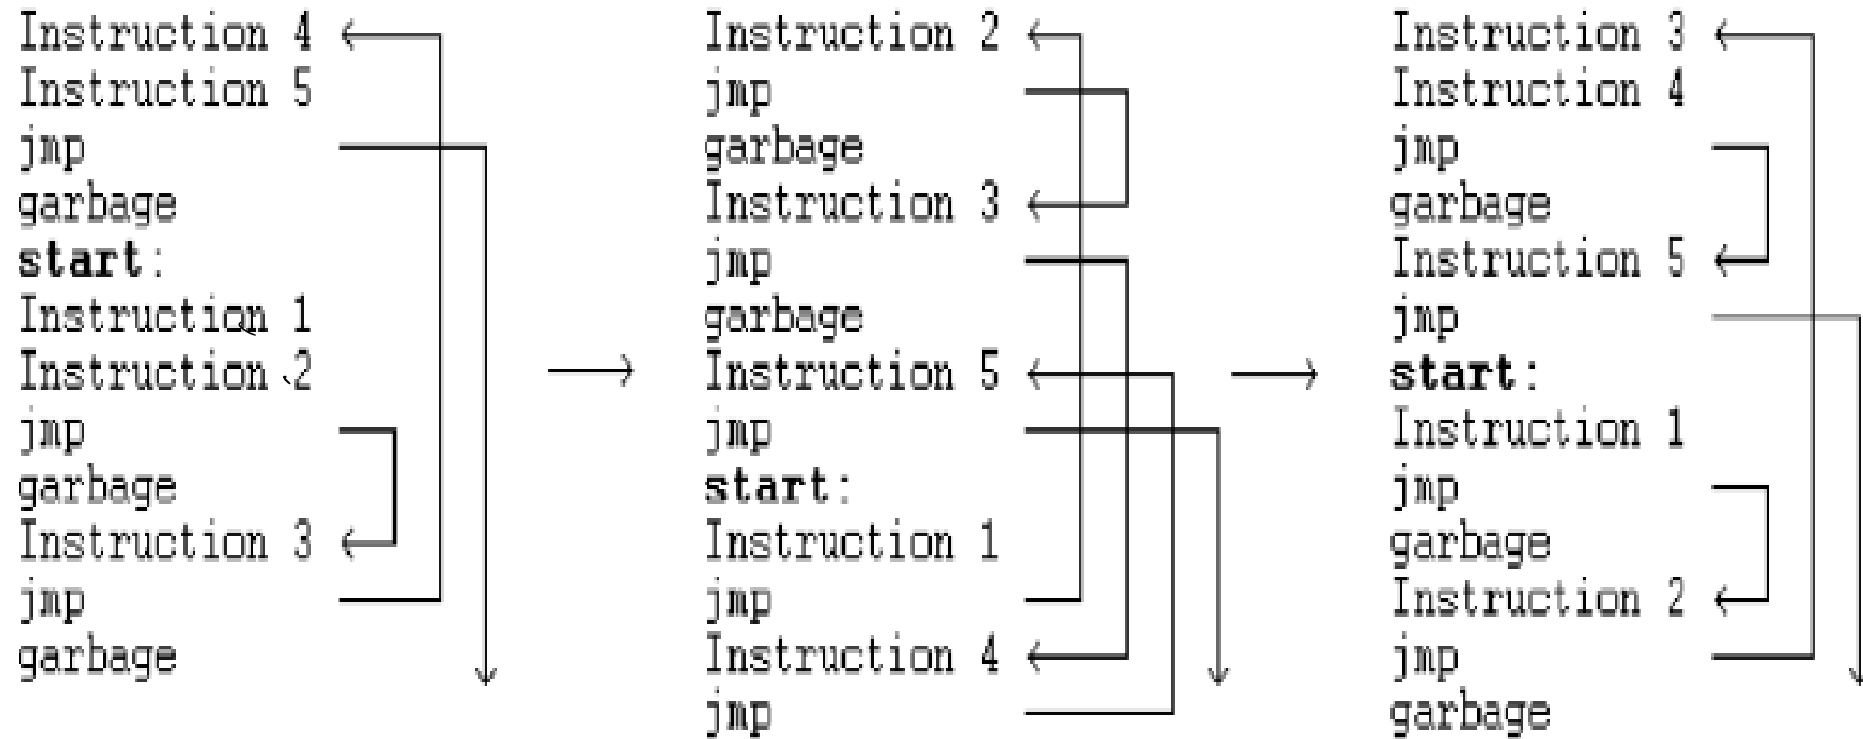 Instruction 4
Instruction 5
jmp
garbage
start:
Instruction 1
Instruction 2
jmp
garbage
Instruction 3
jmp
garbage
Instruction 2
jmp
garbage
Instruction 3
jmp
garbage
Instruction 5
jmp
start:
Instruction 1
jmp
Instruction 4
jmp
Instruction 3
Instruction 4
jmp
garbage
Instruction 5
jmp
start:
Instruction 1
jmp
garbage
Instruction 2
jmp
garbage